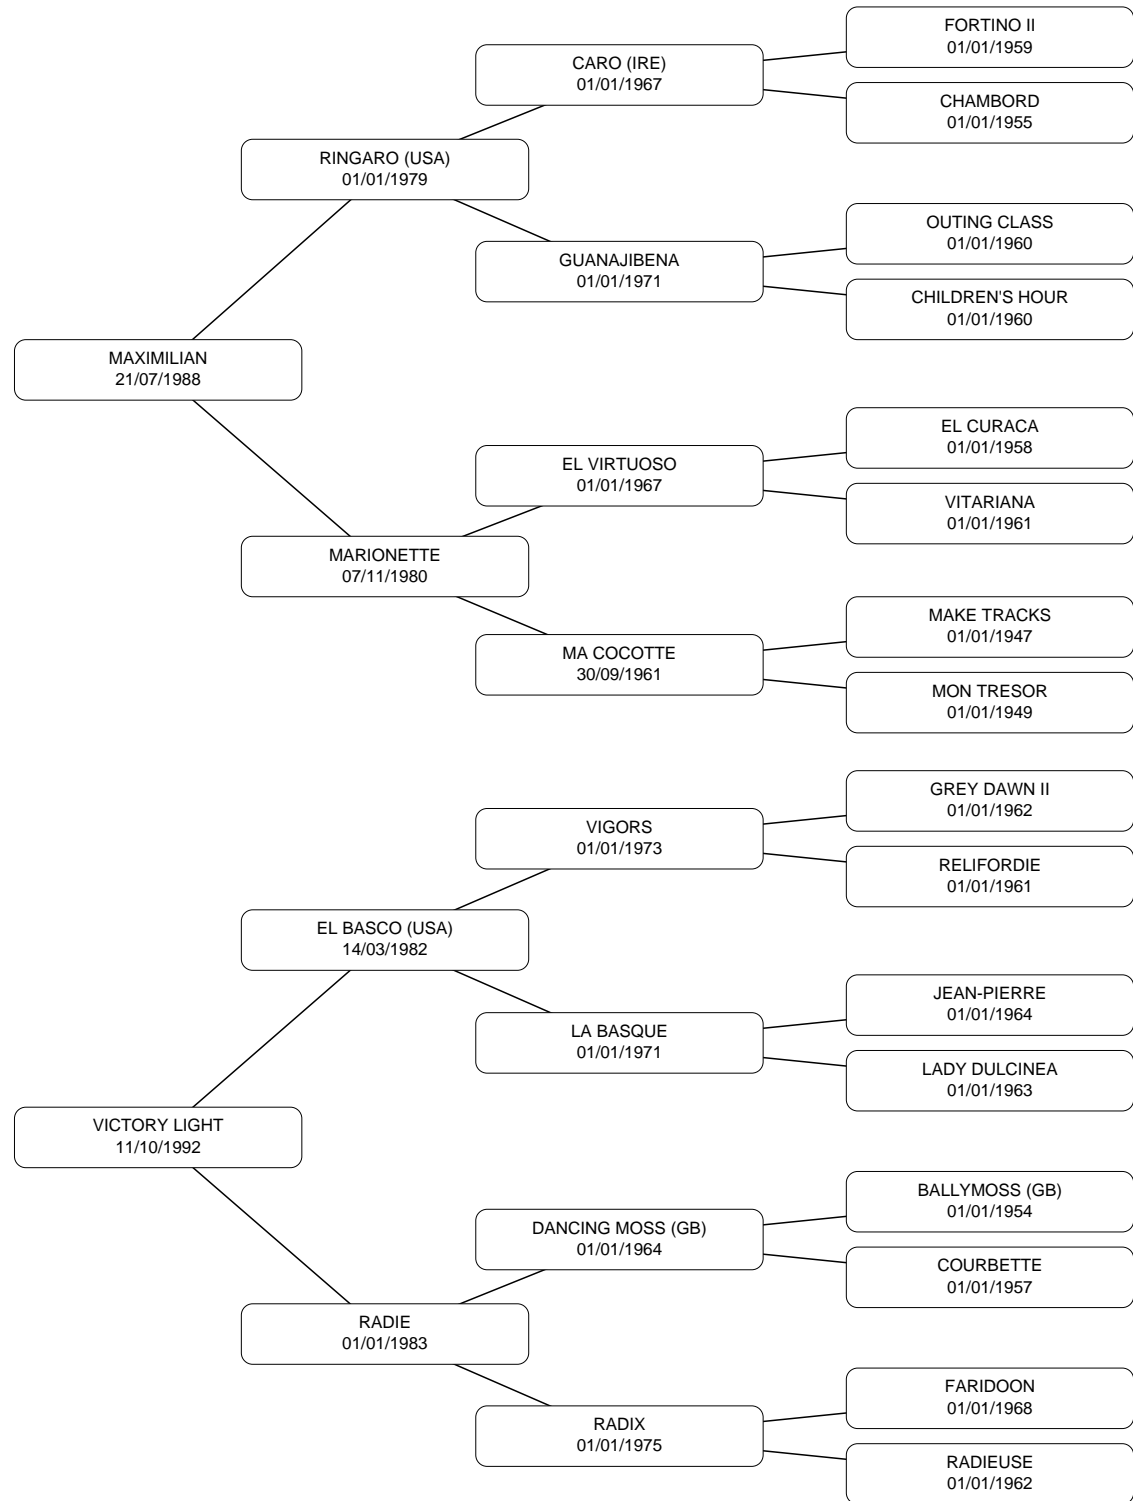 FORTINO II
01/01/1959
CARO (IRE)
01/01/1967
CHAMBORD
01/01/1955
RINGARO (USA)
01/01/1979
OUTING CLASS
01/01/1960
GUANAJIBENA
01/01/1971
CHILDREN'S HOUR
01/01/1960
MAXIMILIAN
21/07/1988
EL CURACA
01/01/1958
EL VIRTUOSO
01/01/1967
VITARIANA
01/01/1961
MARIONETTE
07/11/1980
MAKE TRACKS
01/01/1947
MA COCOTTE
30/09/1961
MON TRESOR
01/01/1949
GREY DAWN II
01/01/1962
VIGORS
01/01/1973
RELIFORDIE
01/01/1961
EL BASCO (USA)
14/03/1982
JEAN-PIERRE
01/01/1964
LA BASQUE
01/01/1971
LADY DULCINEA
01/01/1963
VICTORY LIGHT
11/10/1992
BALLYMOSS (GB)
01/01/1954
DANCING MOSS (GB)
01/01/1964
COURBETTE
01/01/1957
RADIE
01/01/1983
FARIDOON
01/01/1968
RADIX
01/01/1975
RADIEUSE
01/01/1962